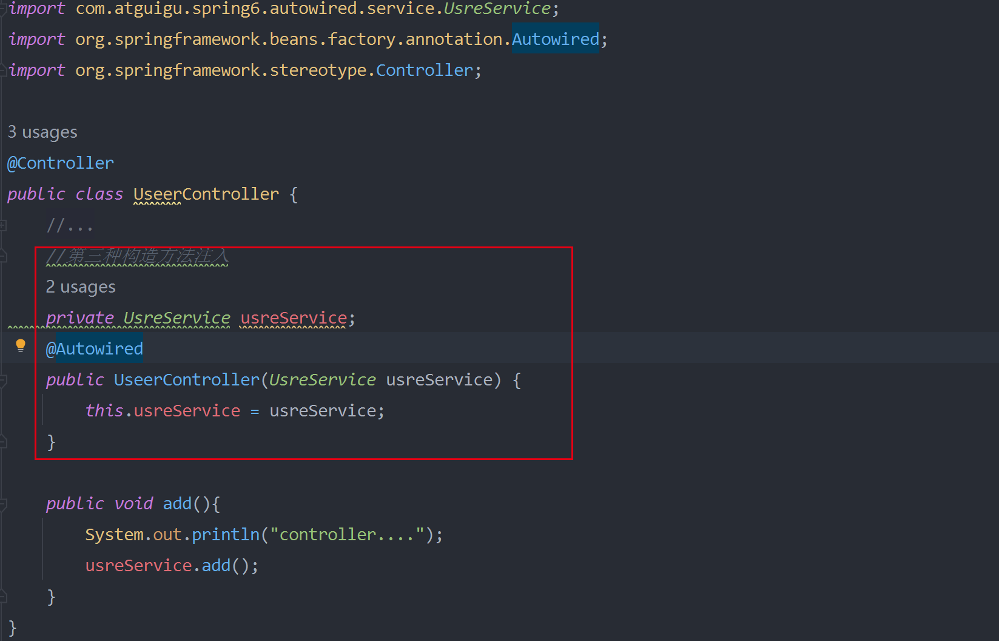 import com.atguigu.spring6.autowired.service.UsreService;
import org.springframework.beans.factory.annotation.Autowired;
import org.springframework.stereotype.Controller;
3 usages
@Controller
public class UseerController {
//...
//第三种构造方法注入
2 usages
private UsreService usreService;
@Autowired
public UseerController(UsreService usreService) {
this.usreService = usreService;
}
public void add(){
System.out.println("controller....");
usreService.add();
}
}